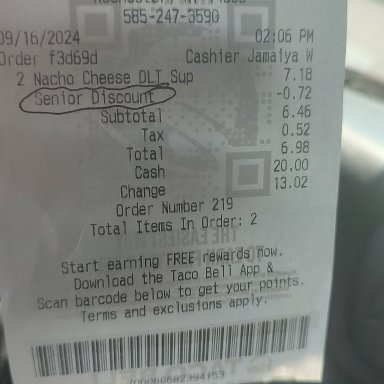 585-247-3590
09/16/2024 02:06 PM
Order f3d69d Cashier Jamaiya W
2 Nacho Cheese DLT Sup 7.18
Senior Discount -0.72
Subtotal 6.46
Tax 0.52
Total 6.98
Cash 20.00
Change 13.02
Order Number 219
Total Items In Order: 2
Start earning FREE rewards now.
Download the Taco Bell App &
Scan barcode below to get your points.
Terms and exclusions apply.